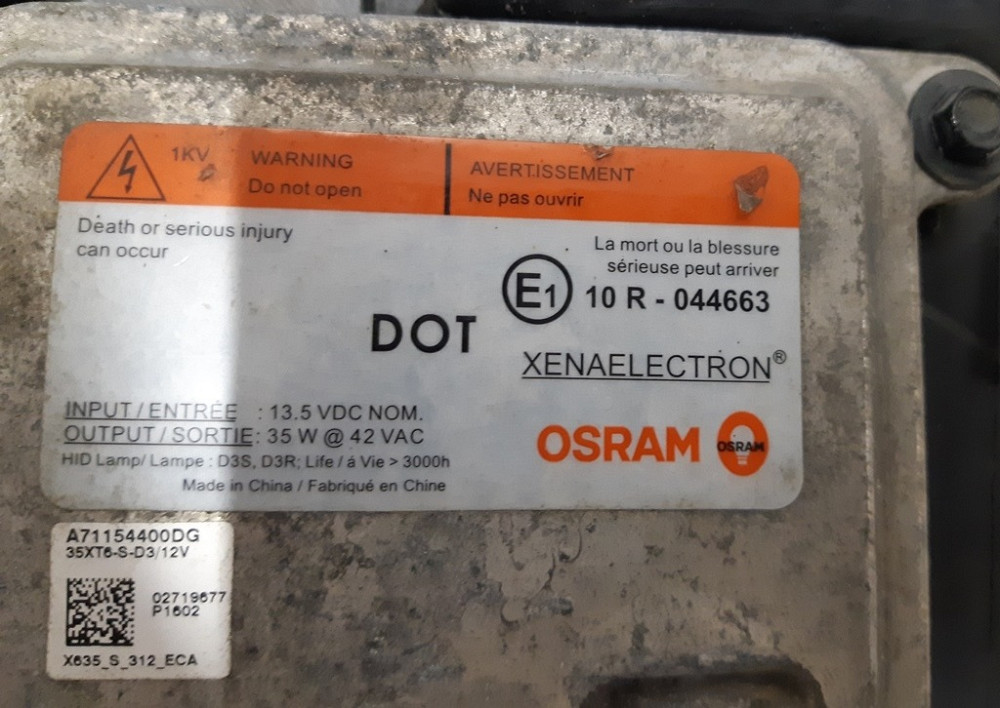 1KV
WARNING
Do not open
AVERTISSEMENT
Ne pas ouvrir
Death or serious injury
can occur
La mort ou la blessure
sérieuse peut arriver
E1 10 R - 044663
DOT
XENAELECTRON®
INPUT / ENTRÉE : 13.5 VDC NOM.
OUTPUT / SORTIE : 35 W @ 42 VAC
HID Lamp/ Lampe : D3S, D3R; Life / á Vie > 3000h
Made in China / Fabriqué en Chine
OSRAM OSRAM
A71154400DG
35XT6-S-D3/12V
02719677
P1602
X635_S_312_ECA